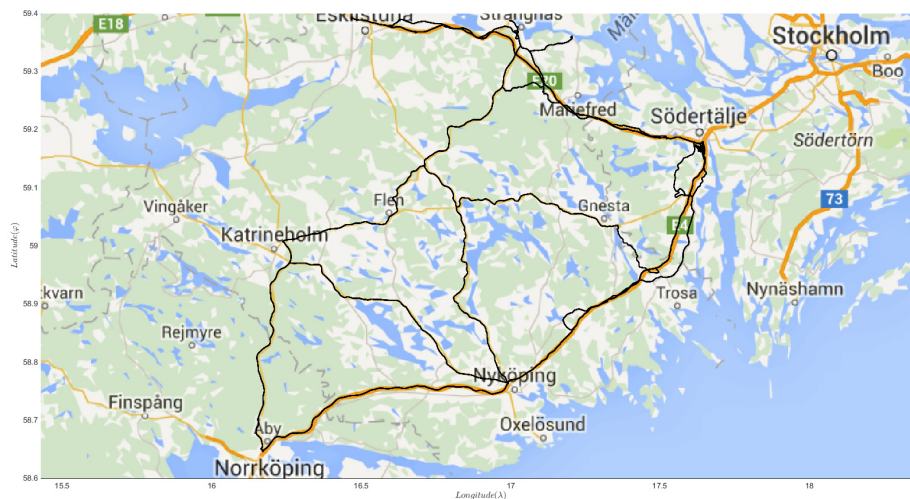 59.4
E18
Strängnäs
Stockholm
Boo
59.3
E20
Mariefred
Södertälje
59.2
Södertörn
59.1
Vingåker
Flen
Gnesta
73
E4
59
Katrineholm
Latitude(φ)
kvarn
Trosa
Nynäshamn
58.9
Rejmyre
58.8
Nyköping
58.7
Finspång
Åby
Oxelösund
Norrköping
58.6
15.5 16 16.5 17 17.5 18
Longitude(λ)